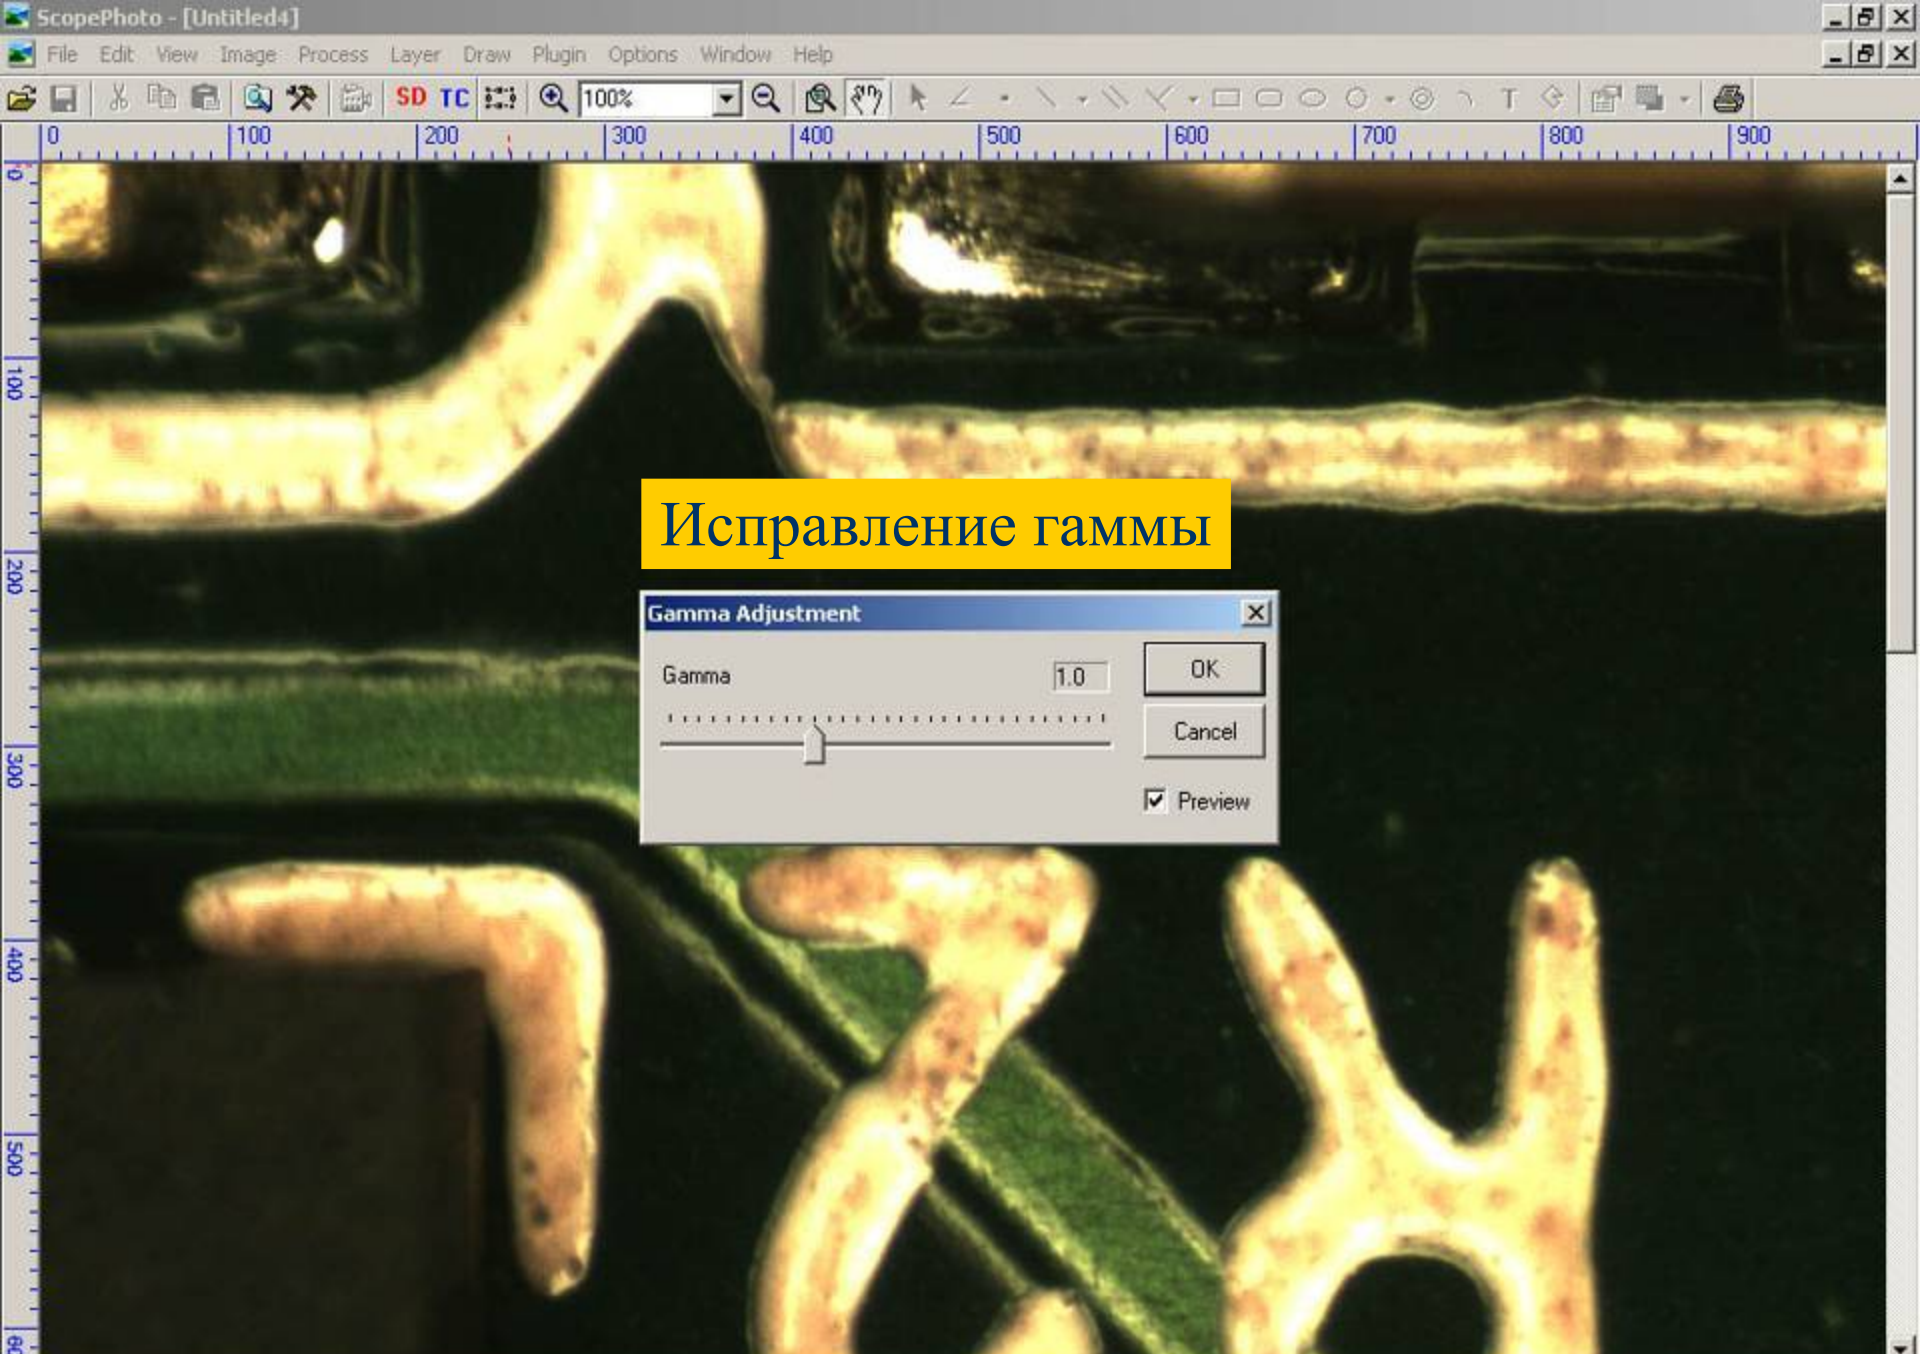 ScopePhoto - [Untitled4]
File Edit View Image Process Layer Draw Plugin Options Window Help
SD TC 100% T
0 100 200 300 400 500 600 700 800 900
0
100
200
300
400
500
Исправление гаммы
Gamma Adjustment
Gamma 1.0 OK
Cancel
Preview